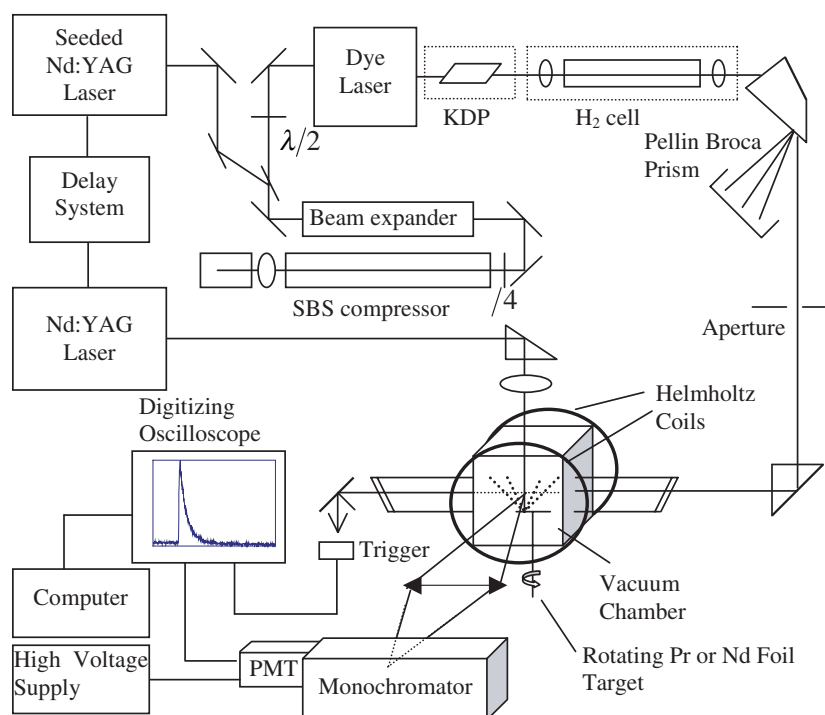 Seeded
Nd:YAG
Laser
Dye
Laser
KDP
H₂ cell
λ/2
Pellin Broca
Prism
Delay
System
Beam expander
SBS compressor
/4
Nd:YAG
Laser
Aperture
Digitizing
Oscilloscope
Helmholtz
Coils
Trigger
Computer
Vacuum
Chamber
High Voltage
Supply
PMT
Monochromator
Rotating Pr or Nd Foil
Target